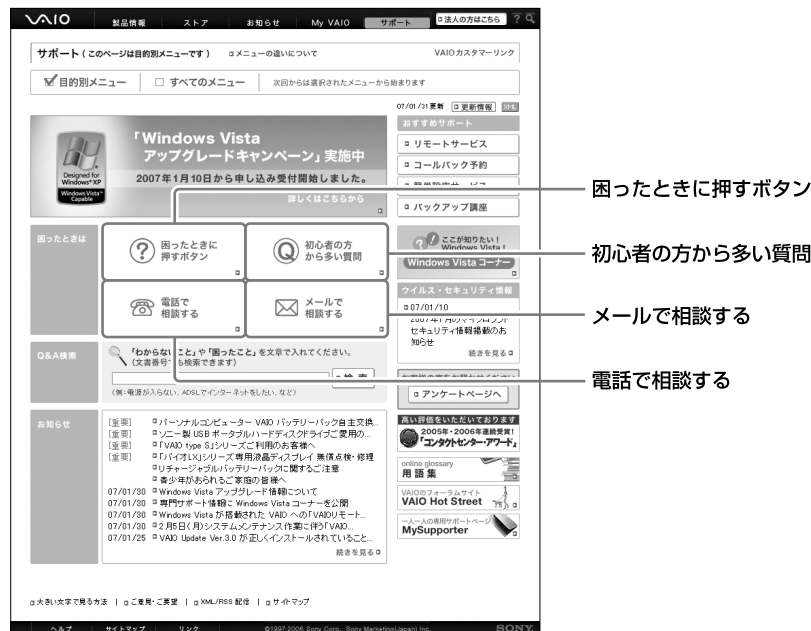 VAIO 製品情報 ストア お知らせ My VAIO サポート 法人の方はこちら ?
サポート ( このページは目的別メニューです ) メニューの違いについて VAIOカスタマーリンク
目的別メニュー すべてのメニュー 次回からは選択されたメニューから始まります
07/01/31更新 更新情報 XML
「Windows Vista
アップグレードキャンペーン」実施中
2007年1月10日から申し込み受付開始しました。
詳しくはこちらから
Designed for
Windows® XP
Windows Vista™
Capable
おすすめサポート
リモートサービス
コールバック予約
バックアップ講座
困ったときは
? 困ったときに
押すボタン
Q 初心者の方
から多い質問
電話で
相談する
メールで
相談する
ここが知りたい!
Windows Vista !
Windows Vista コーナー
ウイルス・セキュリティ情報
07/01/10
2007年1月のマイクロソフト
セキュリティ情報掲載のお
知らせ
続きを見る
Q&A検索
「わからないこと」や「困ったこと」を文章で入れてください。
(文書番号でも検索できます)
検 索
(例:電源が入らない、ADSLでインターネットをしたい、など)
アンケートページへ
お知らせ
[重要] パーソナルコンピューター VAIO バッテリーパック自主交換...
[重要] ソニー製 USB ポータブルハードディスクドライブご愛用の...
[重要] 「VAIO type S」シリーズご利用のお客様へ
[重要] 「バイオLX」シリーズ専用液晶ディスプレイ 無償点検・修理
リチャージャブルバッテリーパックに関するご注意
青少年がおられるご家庭の皆様へ
07/01/30 Windows Vista アップグレード情報について
07/01/30 専門サポート情報に Windows Vista コーナーを公開
07/01/30 Windows Vista が搭載された VAIO への「VAIOリモート...
07/01/30 2月5日(月)システムメンテナンス作業に伴う「VAIO...
07/01/25 VAIO Update Ver.3.0 が正しくインストールされていること...
続きを見る
高い評価をいただいております
2005年・2006年連続受賞!
「コンタクトセンター・アワード」
online glossary
用語集
VAIOのフォーラムサイト
VAIO Hot Street
一人一人の専用サポートページ
MySupporter
大きい文字で見る方法 | ご意見・ご要望 | XML/RSS 配信 | サイトマップ
ヘルプ サイトマップ リンク ©1997-2006 Sony Corp. Sony Marketing(Japan) Inc. SONY
困ったときに押すボタン
初心者の方から多い質問
メールで相談する
電話で相談する